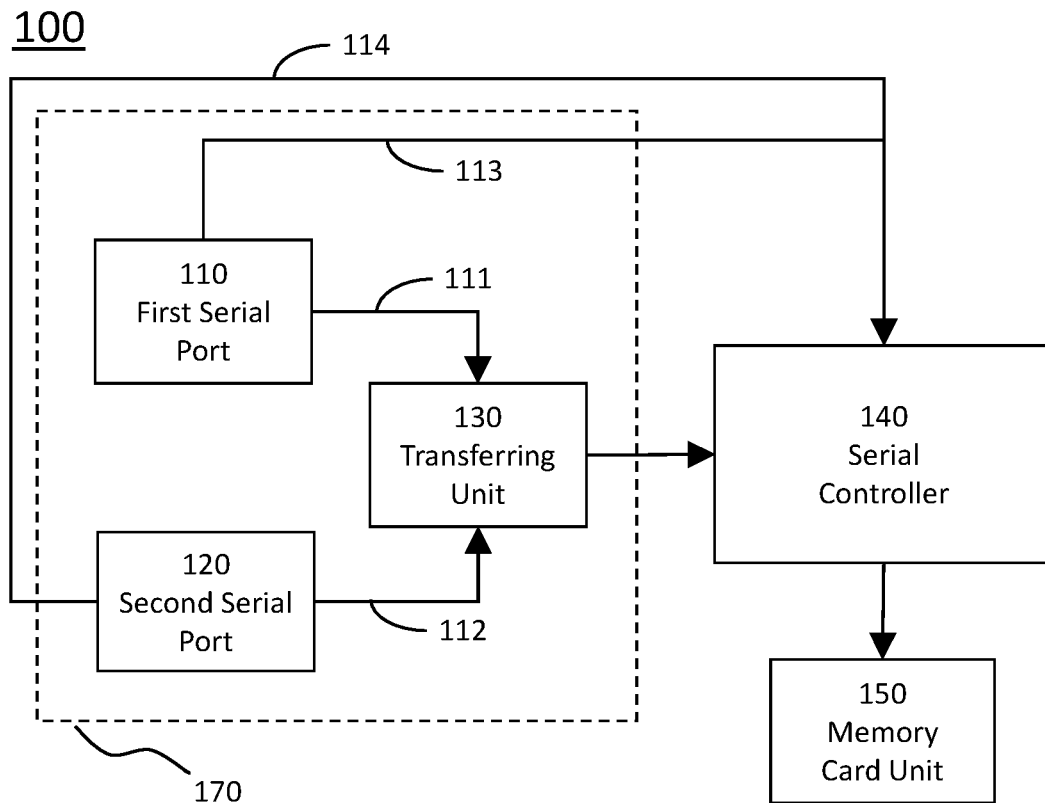 100
114
113
110
First Serial
Port
111
130
Transferring
Unit
140
Serial
Controller
120
Second Serial
Port
112
150
Memory
Card Unit
170